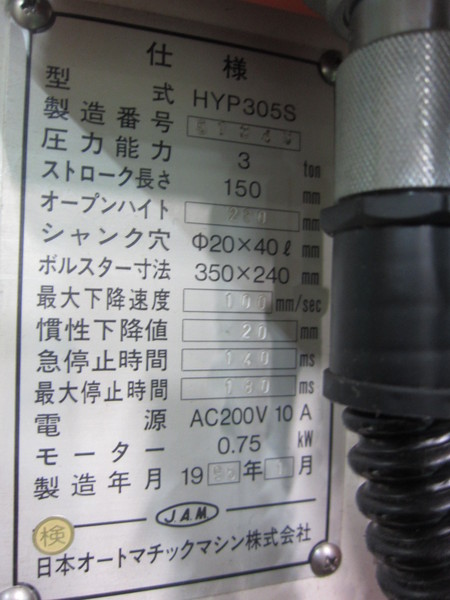 仕様
型式 HYP305S
製造番号
圧力能力 3 ton
ストローク長さ 150 mm
オープンハイト mm
シャンク穴 Φ20×40ℓ mm
ボルスター寸法 350×240 mm
最大下降速度 100 mm/sec
慣性下降値 20 mm
急停止時間 140 ms
最大停止時間 ms
電源 AC200V 10 A
モーター 0.75 kW
製造年月 19 年 月
J.A.M
検
日本オートマチックマシン株式会社